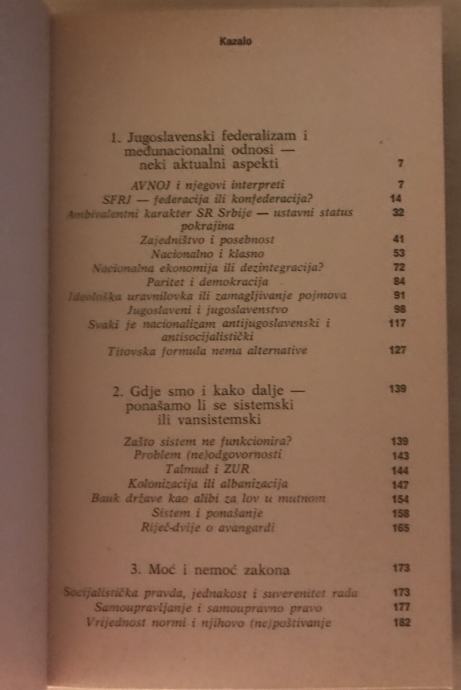 Kazalo
1. Jugoslavenski federalizam i
međunacionalni odnosi —
neki aktualni aspekti 7
AVNOJ i njegovi interpreti 7
SFRJ — federacija ili konfederacija? 14
Ambivalentni karakter SR Srbije — ustavni status 32
pokrajina
Zajedništvo i posebnost 41
Nacionalno i klasno 53
Nacionalna ekonomija ili dezintegracija? 72
Paritet i demokracija 84
Ideološka uravnilovka ili zamagljivanje pojmova 91
Jugoslaveni i jugoslavenstvo 98
Svaki je nacionalizam antijugoslavenski i 117
antisocijalistički
Titovska formula nema alternative 127
2. Gdje smo i kako dalje — 139
ponašamo li se sistemski
ili vansistemski
Zašto sistem ne funkcionira? 139
Problem (ne)odgovornosti 143
Talmud i ZUR 144
Kolonizacija ili albanizacija 147
Bauk države kao alibi za lov u mutnom 154
Sistem i ponašanje 158
Riječ-dvije o avangardi 165
3. Moć i nemoć zakona 173
Socijalistička pravda, jednakost i suverenitet rada 173
Samoupravljanje i samoupravno pravo 177
Vrijednost normi i njihovo (ne)poštivanje 182